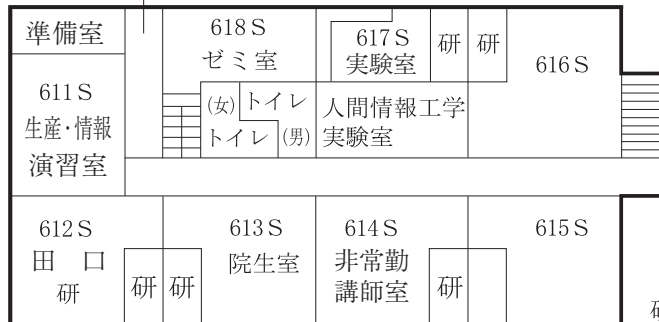 準備室
618S
ゼミ室
617S
実験室
研
研
616S
611S
生産・情報
演習室
(女)
トイレ
トイレ
(男)
人間情報工学
実験室
612S
田　口
研
研
研
613S
院生室
614S
非常勤
講師室
研
615S